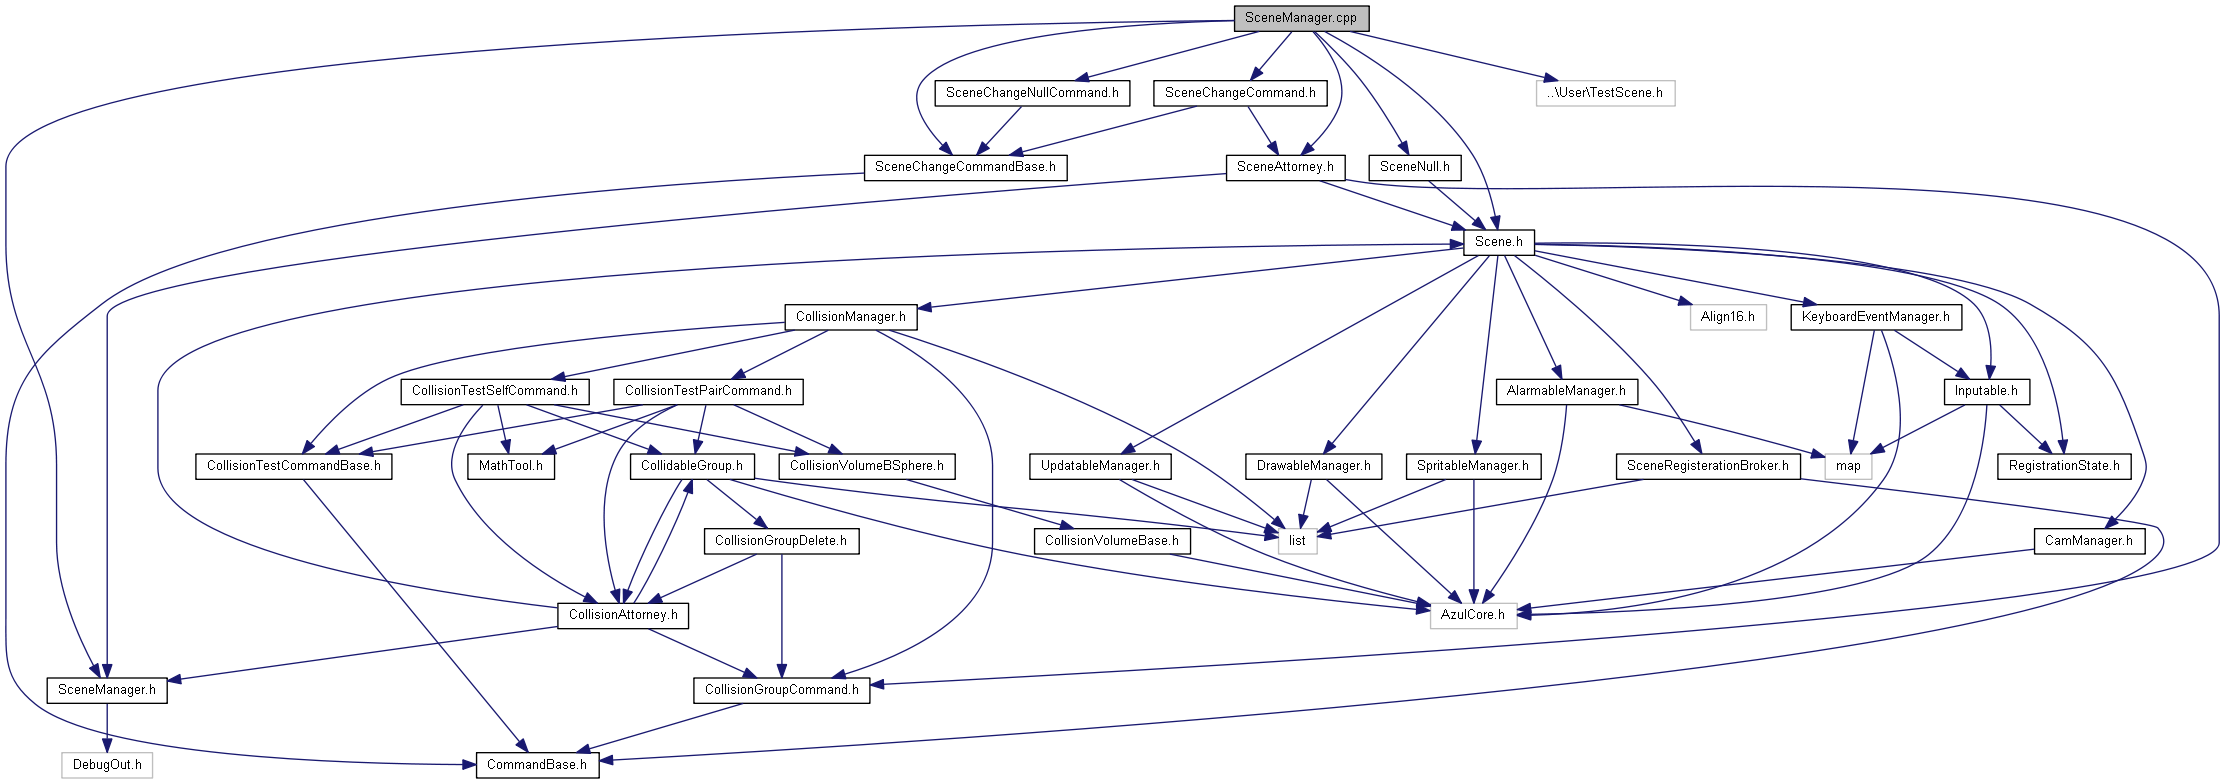 SceneManager.cpp
SceneChangeNullCommand.h
SceneChangeCommand.h
..\User\TestScene.h
SceneChangeCommandBase.h
SceneAttorney.h
SceneNull.h
Scene.h
CollisionManager.h
Align16.h
KeyboardEventManager.h
CollisionTestSelfCommand.h
CollisionTestPairCommand.h
AlarmableManager.h
Inputable.h
CollisionTestCommandBase.h
MathTool.h
CollidableGroup.h
CollisionVolumeBSphere.h
UpdatableManager.h
DrawableManager.h
SpritableManager.h
SceneRegisterationBroker.h
map
RegistrationState.h
CollisionGroupDelete.h
CollisionVolumeBase.h
list
CamManager.h
CollisionAttorney.h
AzulCore.h
SceneManager.h
CollisionGroupCommand.h
DebugOut.h
CommandBase.h